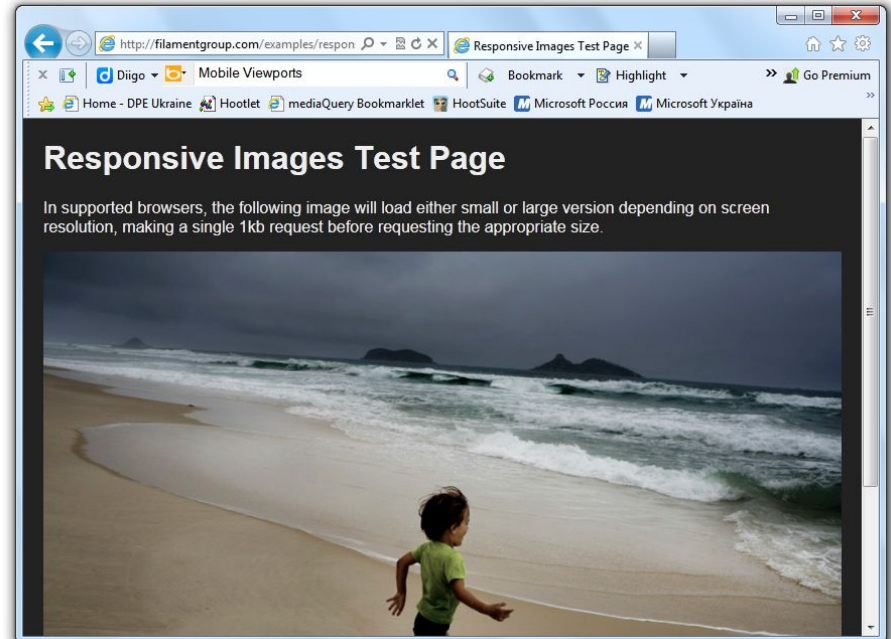 http://filamentgroup.com/examples/respon
Responsive Images Test Page
Diigo
Mobile Viewports
Bookmark
Highlight
Go Premium
Home - DPE Ukraine
Hootlet
mediaQuery Bookmarklet
HootSuite
Microsoft Россия
Microsoft Україна
Responsive Images Test Page
In supported browsers, the following image will load either small or large version depending on screen
resolution, making a single 1kb request before requesting the appropriate size.